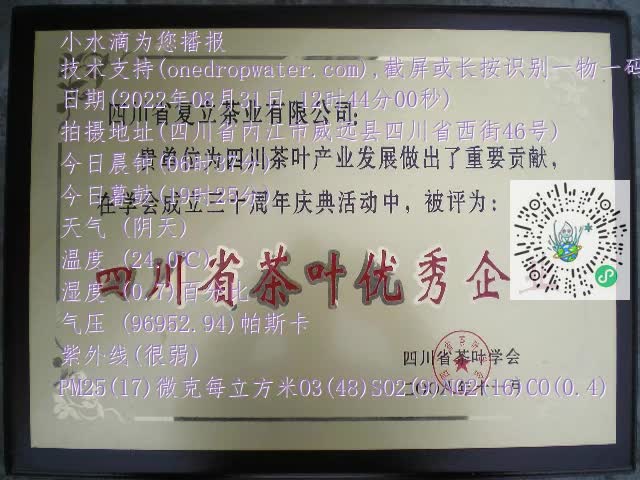 小水滴为您播报
技术支持(onedropwater.com),截屏或长按识别一物一码
日期(2022年08月31日 12时44分00秒)
四川省夏立茶业有限公司:
拍摄地址(四川省内江市威远县四川省西街46号)
贵单位为四川茶叶产业发展做出了重要贡献,
今日晨钟
今日暮鼓(19时25分)
在学会成立三十周年庆典活动中,被评为:
天气 (阴天)
温度 (24.0℃)
四川省茶叶优秀企业
湿度 (0.7)百分比
气压 (96952.94)帕斯卡
紫外线(很弱)
四川省茶叶学会
PM25(17)微克每立方米O3(48)SO2 CO(0.4)